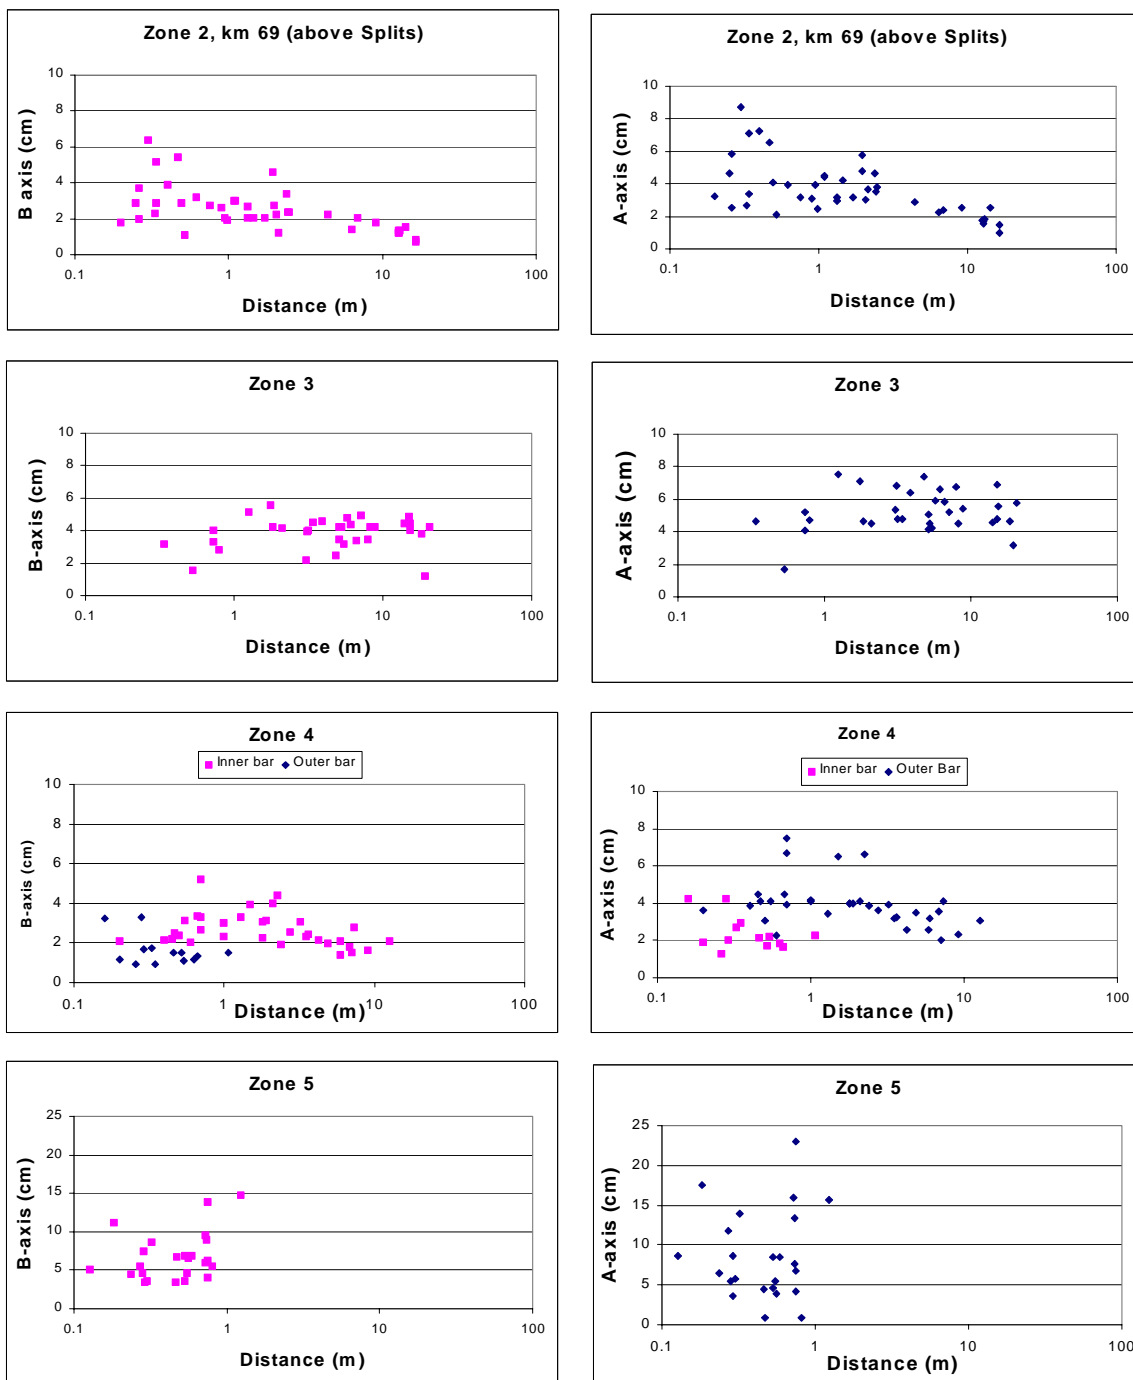 Zone 2, km 69 (above Splits)
10
8
6
4
2
0
0.1 1 10 100
B axis (cm)
Distance (m)
Zone 2, km 69 (above Splits)
10
8
6
4
2
0
0.1 1 10 100
A-axis (cm)
Distance (m)
Zone 3
10
8
6
4
2
0
0.1 1 10 100
B-axis (cm)
Distance (m)
Zone 3
10
8
6
4
2
0
0.1 1 10 100
A-axis (cm)
Distance (m)
Zone 4
Inner bar Outer bar
10
8
6
4
2
0
0.1 1 10 100
B-axis (cm)
Distance (m)
Zone 4
Inner bar Outer Bar
10
8
6
4
2
0
0.1 1 10 100
A-axis (cm)
Distance (m)
Zone 5
25
20
15
10
5
0
0.1 1 10 100
B-axis (cm)
Distance (m)
Zone 5
25
20
15
10
5
0
0.1 1 10 100
A-axis (cm)
Distance (m)